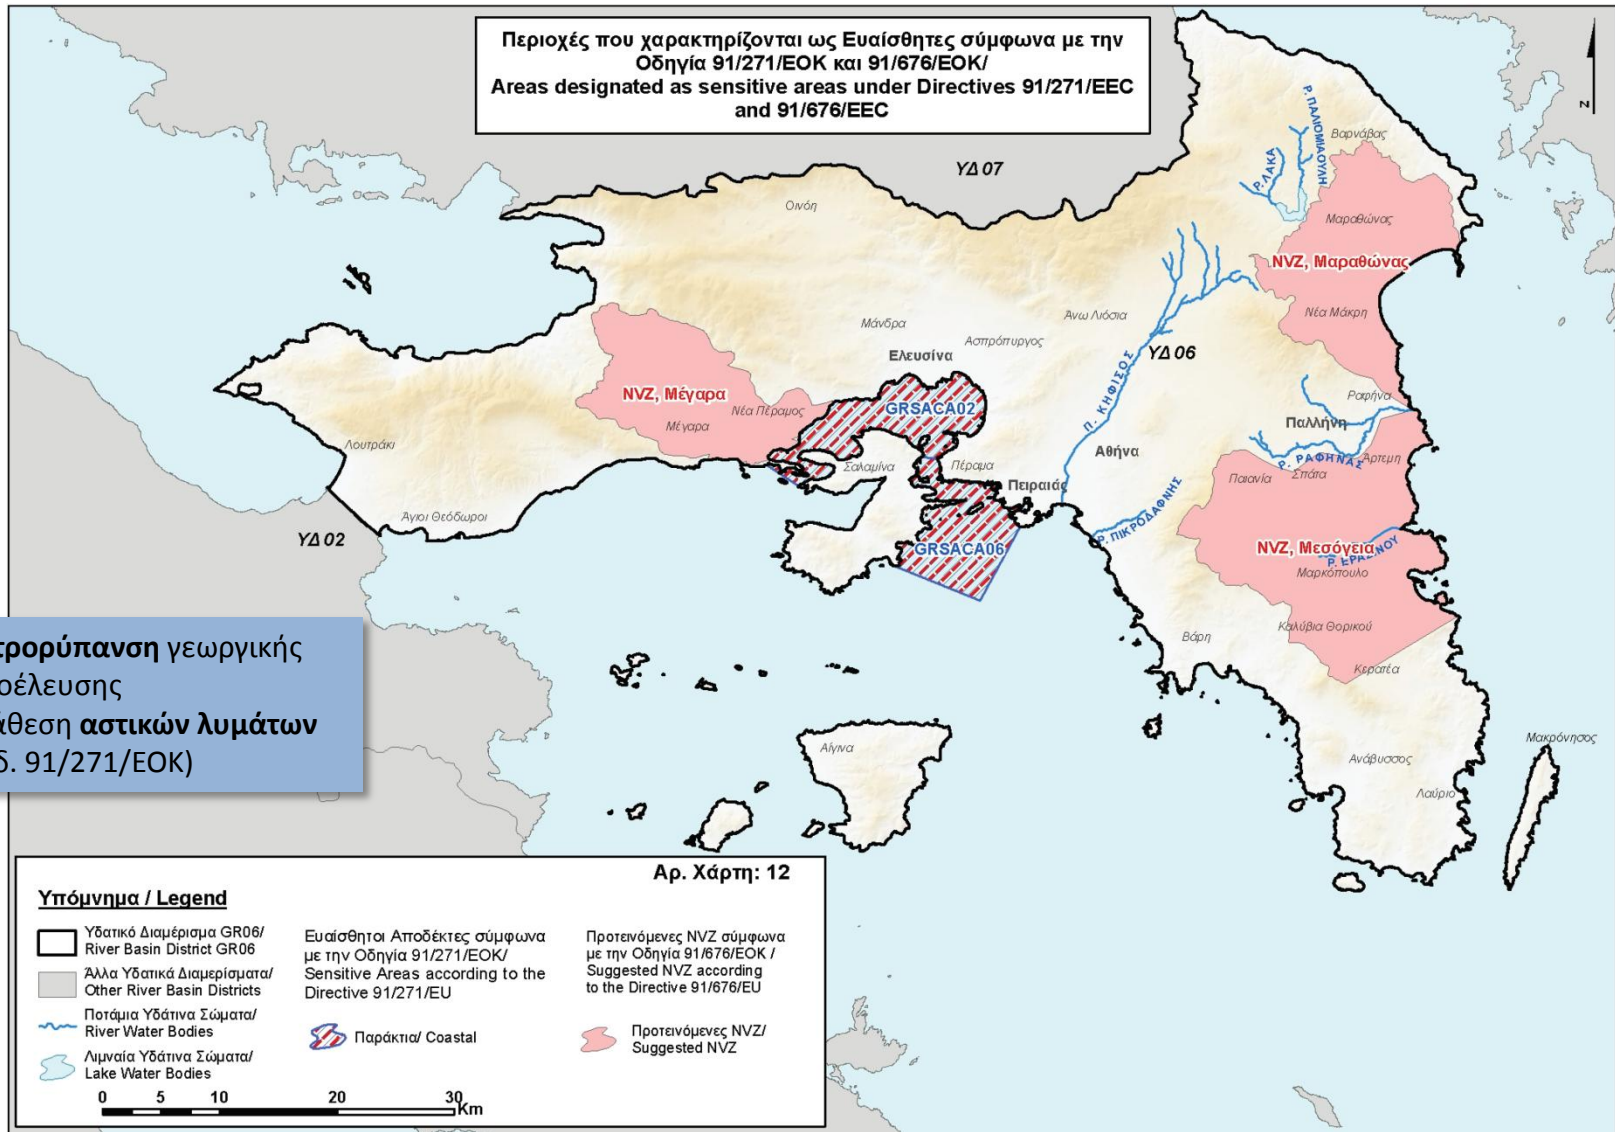 Περιοχές που χαρακτηρίζονται ως Ευαίσθητες σύμφωνα με την
Οδηγία 91/271/ΕΟΚ και 91/676/ΕΟΚ/
Areas designated as sensitive areas under Directives 91/271/EEC
and 91/676/EEC
N
ΥΔ 07
Ρ. ΠΑΛΙΟΜΙΑΟΥΛΗ
Βαρνάβας
Ρ. ΛΑΚΑ
Οινόη
Μαραθώνας
NVZ, Μαραθώνας
Νέα Μάκρη
Μάνδρα
Άνω Λιόσια
Ασπρόπυργος
Ελευσίνα
ΥΔ 06
Π. ΚΗΦΙΣΟΣ
NVZ, Μέγαρα
Νέα Πέραμος
Μέγαρα
GRSACA02
Ραφήνα
Παλλήνη
Λουτράκι
Σαλαμίνα
Πέραμα
Αθήνα
Ρ. ΡΑΦΗΝΑΣ
Άρτεμη
Σπάτα
Παιανία
Πειραιάς
Άγιοι Θεόδωροι
ΥΔ 02
Ρ. ΠΙΚΡΟΔΑΦΝΗΣ
GRSACA06
NVZ, Μεσόγεια
Μαρκόπουλο
Καλύβια Θορικού
Βάρη
Κερατέα
τρορύπανση γεωργικής
οέλευσης
άθεση αστικών λυμάτων
δ. 91/271/ΕΟΚ)
Αίγινα
Μακρόνησος
Ανάβυσσος
Λαύριο
Αρ. Χάρτη: 12
Υπόμνημα / Legend
Υδατικό Διαμέρισμα GR06/
River Basin District GR06
Άλλα Υδατικά Διαμερίσματα/
Other River Basin Districts
Ποτάμια Υδάτινα Σώματα/
River Water Bodies
Λιμναία Υδάτινα Σώματα/
Lake Water Bodies
Ευαίσθητοι Αποδέκτες σύμφωνα
με την Οδηγία 91/271/ΕΟΚ/
Sensitive Areas according to the
Directive 91/271/EU
Παράκτια/ Coastal
Προτεινόμενες NVZ σύμφωνα
με την Οδηγία 91/676/ΕΟΚ /
Suggested NVZ according
to the Directive 91/676/EU
Προτεινόμενες NVZ/
Suggested NVZ
0 5 10 20 30
Km